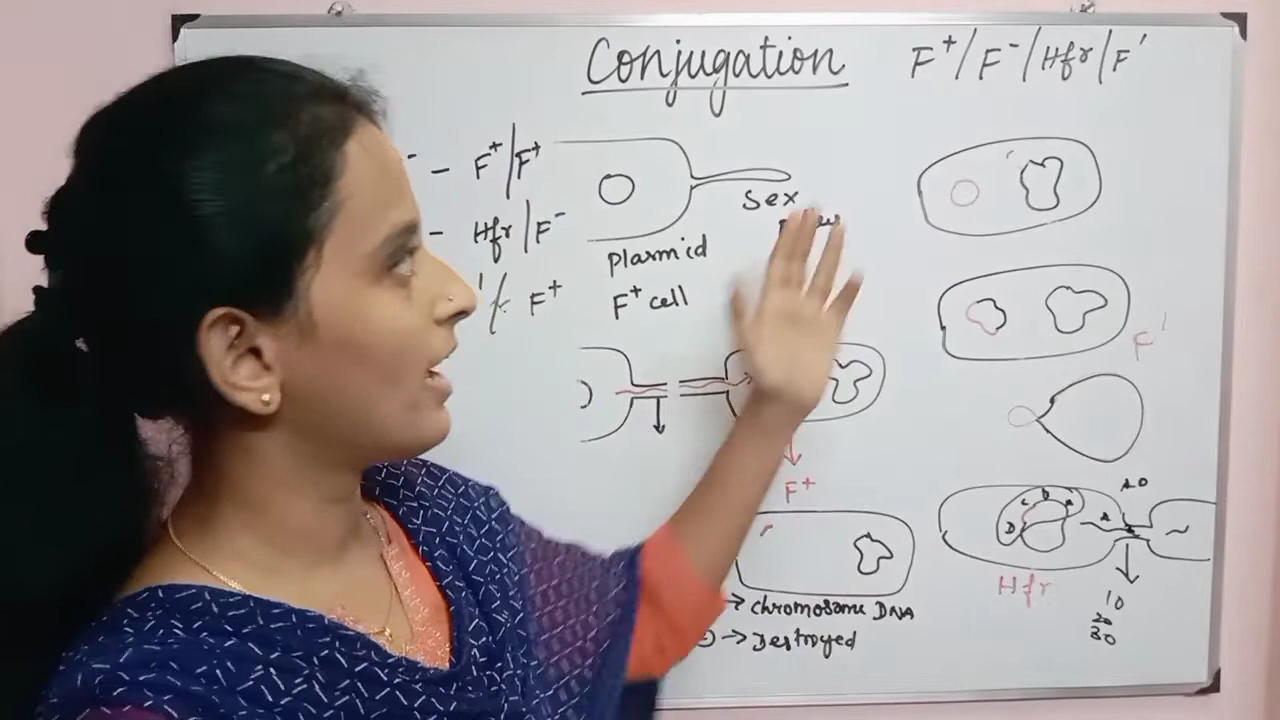 Conjugation
F⁺/F⁻/Hfr/F'
- F⁺/F⁺
- Hfr/F⁻
F⁺
Sex
plasmid
F⁺ cell
F'
F⁺
→ chromosome DNA
→ Destroyed
D c b a
A
Hfr
10
20
30